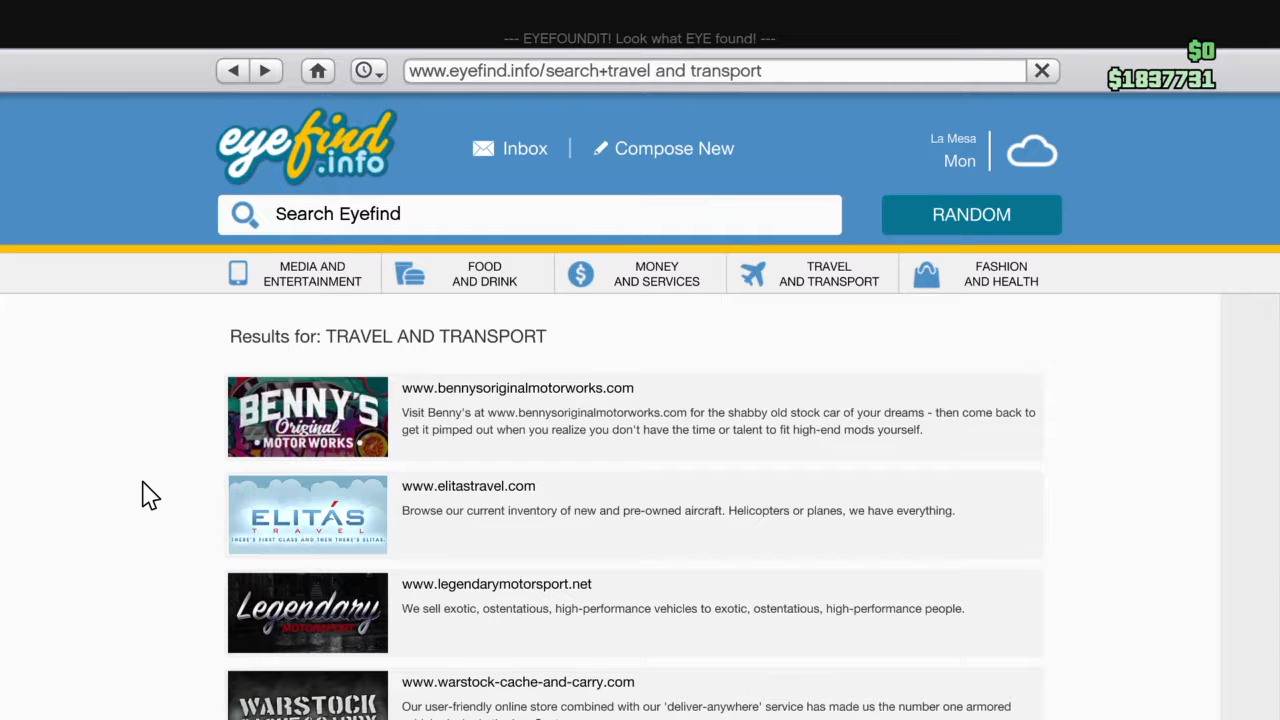 --- EYEFOUNDIT! Look what EYE found! ---
$0
www.eyefind.info/search+travel and transport
$1837731
eyefind
.info
Inbox
Compose New
La Mesa
Mon
Search Eyefind
RANDOM
MEDIA AND
ENTERTAINMENT
FOOD
AND DRINK
MONEY
AND SERVICES
TRAVEL
AND TRANSPORT
FASHION
AND HEALTH
Results for: TRAVEL AND TRANSPORT
BENNY'S
Original
MOTOR WORKS
www.bennysoriginalmotorworks.com
Visit Benny's at www.bennysoriginalmotorworks.com for the shabby old stock car of your dreams - then come back to
get it pimped out when you realize you don't have the time or talent to fit high-end mods yourself.
ELITÁS
TRAVEL
THERE'S FIRST CLASS AND THEN THERE'S ELITAS
www.elitastravel.com
Browse our current inventory of new and pre-owned aircraft. Helicopters or planes, we have everything.
Legendary
MOTORSPORT
www.legendarymotorsport.net
We sell exotic, ostentatious, high-performance vehicles to exotic, ostentatious, high-performance people.
WARSTOCK
www.warstock-cache-and-carry.com
Our user-friendly online store combined with our 'deliver-anywhere' service has made us the number one armored